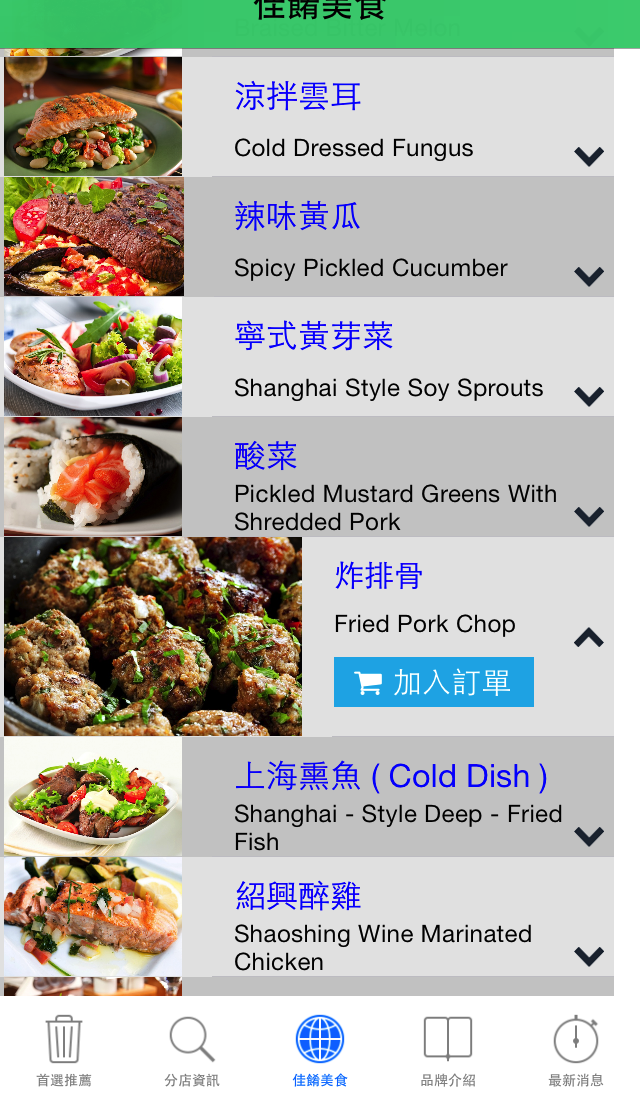 佳餚美食
Braised Bitter Melon
涼拌雲耳
Cold Dressed Fungus
辣味黃瓜
Spicy Pickled Cucumber
寧式黃芽菜
Shanghai Style Soy Sprouts
酸菜
Pickled Mustard Greens With
Shredded Pork
炸排骨
Fried Pork Chop
加入訂單
上海熏魚 ( Cold Dish )
Shanghai - Style Deep - Fried
Fish
紹興醉雞
Shaoshing Wine Marinated
Chicken
首選推薦
分店資訊
佳餚美食
品牌介紹
最新消息